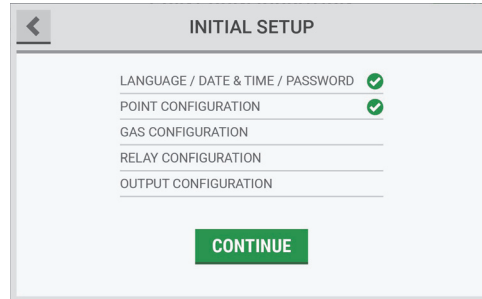 INITIAL SETUP
LANGUAGE / DATE & TIME / PASSWORD
POINT CONFIGURATION
GAS CONFIGURATION
RELAY CONFIGURATION
OUTPUT CONFIGURATION
CONTINUE